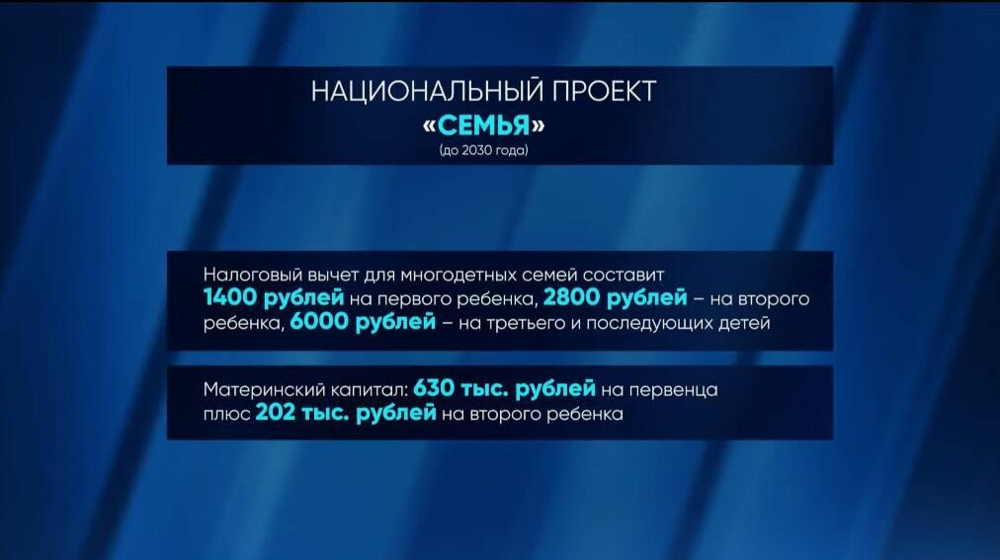 НАЦИОНАЛЬНЫЙ ПРОЕКТ
«СЕМЬЯ»
(до 2030 года)
Налоговый вычет для многодетных семей составит
1400 рублей на первого ребенка, 2800 рублей – на второго
ребенка, 6000 рублей – на третьего и последующих детей
Материнский капитал: 630 тыс. рублей на первенца
плюс 202 тыс. рублей на второго ребенка